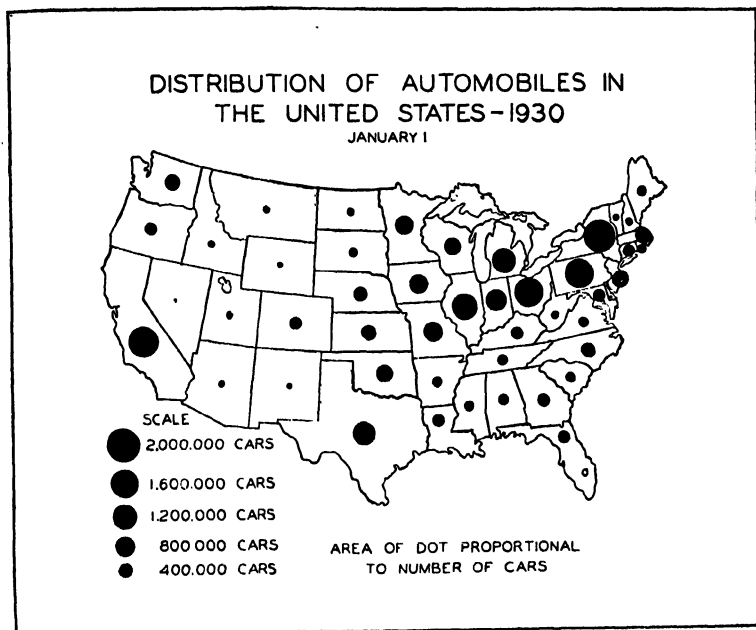 DISTRIBUTION OF AUTOMOBILES IN
THE UNITED STATES-1930
JANUARY 1
SCALE
2,000.000 CARS
1.600.000 CARS
1.200.000 CARS
800 000 CARS
400.000 CARS
AREA OF DOT PROPORTIONAL
TO NUMBER OF CARS